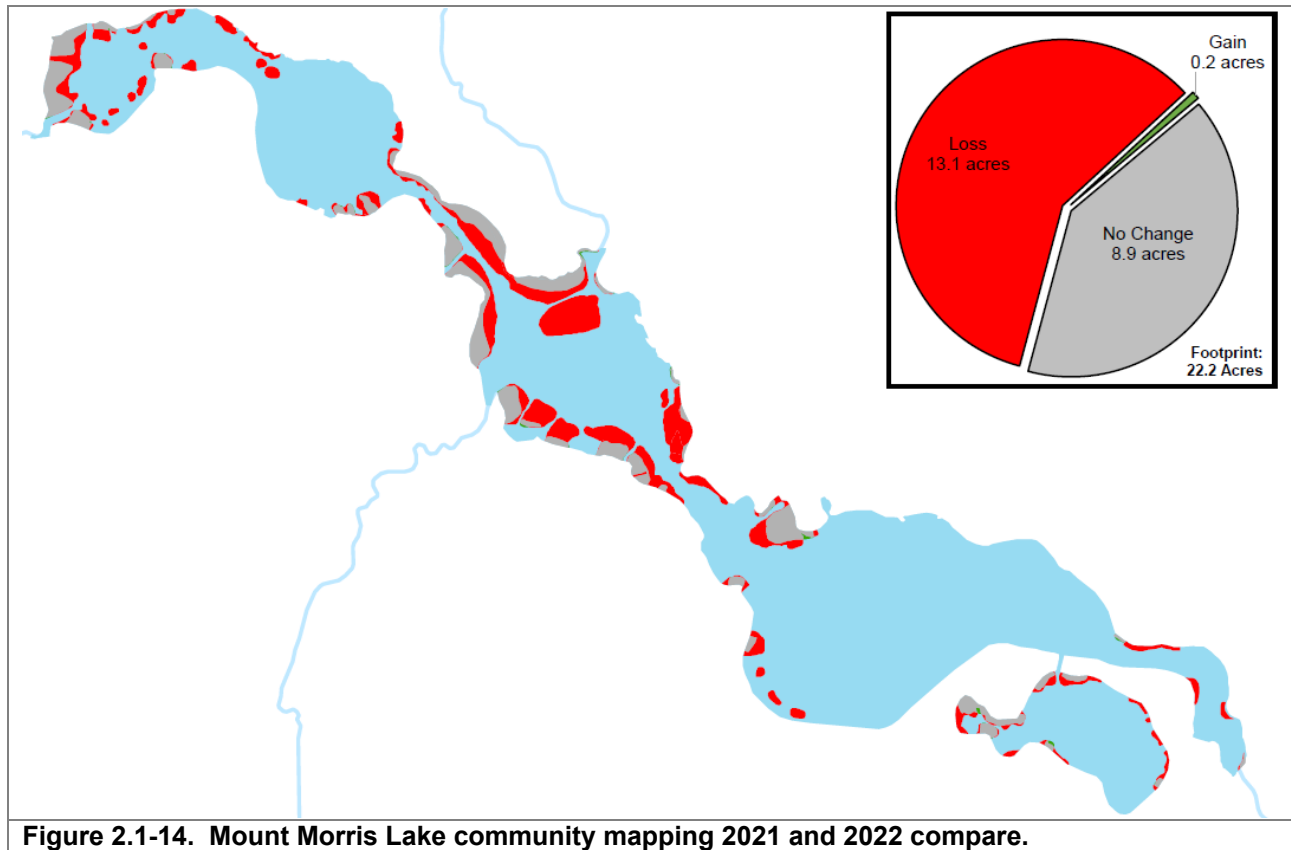 Gain
0.2 acres
Loss
13.1 acres
No Change
8.9 acres
Footprint:
22.2 Acres
Figure 2.1-14. Mount Morris Lake community mapping 2021 and 2022 compare.